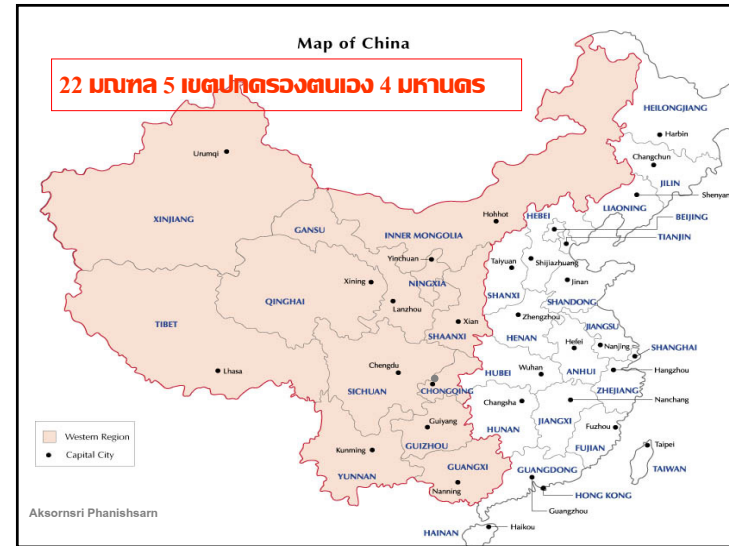 Map of China
22 มณฑล 5 เขตปกครองตนเอง 4 มหานคร
HEILONGJIANG
Harbin
Changchun
JILIN
Shenyan
LIAONING
Urumqi
XINJIANG
GANSU
INNER MONGOLIA
Hohhot
HEBEI
BEIJING
TIANJIN
Yinchuan
Taiyuan
Shijiazhuang
Xining
NINGXIA
Jinan
QINGHAI
Lanzhou
SHANXI
SHANDONG
TIBET
Xian
Zhengzhou
SHAANXI
HENAN
JIANGSU
Hefei
Nanjing
SHANGHAI
Lhasa
Chengdu
HUBEI
Wuhan
ANHUI
Hangzhou
SICHUAN
CHONGQING
ZHEJIANG
Changsha
Nanchang
Guiyang
HUNAN
JIANGXI
Fuzhou
Western Region
Capital City
Kunming
GUIZHOU
FUJIAN
Taipei
YUNNAN
GUANGXI
GUANGDONG
TAIWAN
Nanning
HONG KONG
Guangzhou
Aksornsri Phanishsarn
HAINAN
Haikou